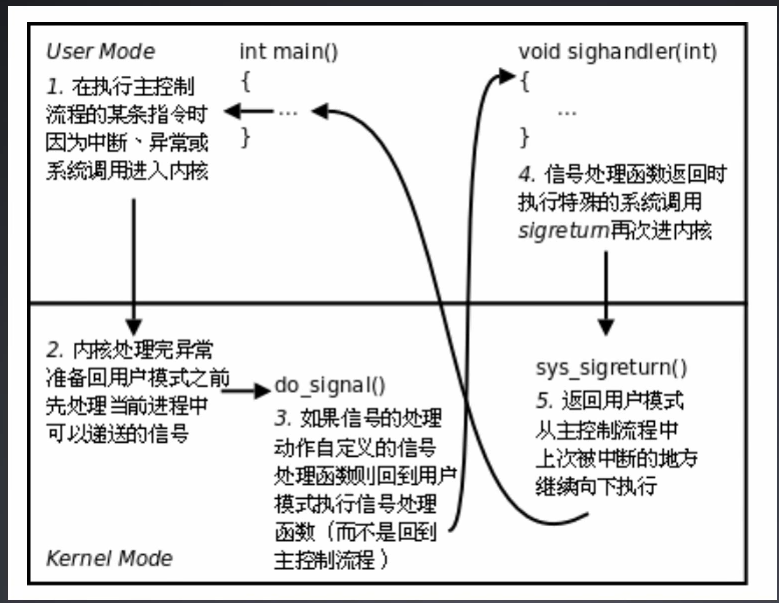 User Mode
1. 在执行主控制
流程的某条指令时
因为中断、异常或
系统调用进入内核
int main()
{
...
}
void sighandler(int)
{
...
}
4. 信号处理函数返回时
执行特殊的系统调用
sigreturn再次进内核
2. 内核处理完异常
准备回用户模式之前
先处理当前进程中
可以递送的信号
do_signal()
3. 如果信号的处理
动作自定义的信号
处理函数则回到用户
模式执行信号处理
函数（而不是回到
主控制流程）
sys_sigreturn()
5. 返回用户模式
从主控制流程中
上次被中断的地方
继续向下执行
Kernel Mode